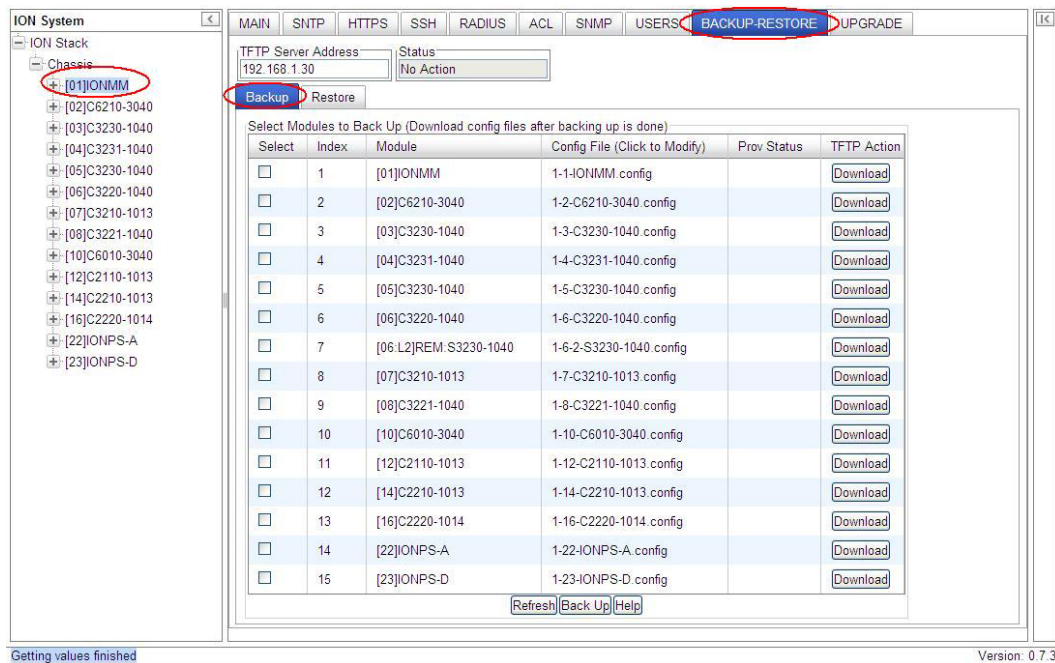 ION System
ION Stack
Chassis
[01]IONMM
[02]C6210-3040
[03]C3230-1040
[04]C3231-1040
[05]C3230-1040
[06]C3220-1040
[07]C3210-1013
[08]C3221-1040
[10]C6010-3040
[12]C2110-1013
[14]C2210-1013
[16]C2220-1014
[22]IONPS-A
[23]IONPS-D
MAIN SNTP HTTPS SSH RADIUS ACL SNMP USERS BACKUP-RESTORE UPGRADE
TFTP Server Address Status
192.168.1.30 No Action
Backup Restore
Select Modules to Back Up (Download config files after backing up is done)
Select Index Module Config File (Click to Modify) Prov Status TFTP Action
1 [01]IONMM 1-1-IONMM.config Download
2 [02]C6210-3040 1-2-C6210-3040.config Download
3 [03]C3230-1040 1-3-C3230-1040.config Download
4 [04]C3231-1040 1-4-C3231-1040.config Download
5 [05]C3230-1040 1-5-C3230-1040.config Download
6 [06]C3220-1040 1-6-C3220-1040.config Download
7 [06:L2]REM:S3230-1040 1-6-2-S3230-1040.config Download
8 [07]C3210-1013 1-7-C3210-1013.config Download
9 [08]C3221-1040 1-8-C3221-1040.config Download
10 [10]C6010-3040 1-10-C6010-3040.config Download
11 [12]C2110-1013 1-12-C2110-1013.config Download
12 [14]C2210-1013 1-14-C2210-1013.config Download
13 [16]C2220-1014 1-16-C2220-1014.config Download
14 [22]IONPS-A 1-22-IONPS-A.config Download
15 [23]IONPS-D 1-23-IONPS-D.config Download
Refresh Back Up Help
Getting values finished Version: 0.7.3